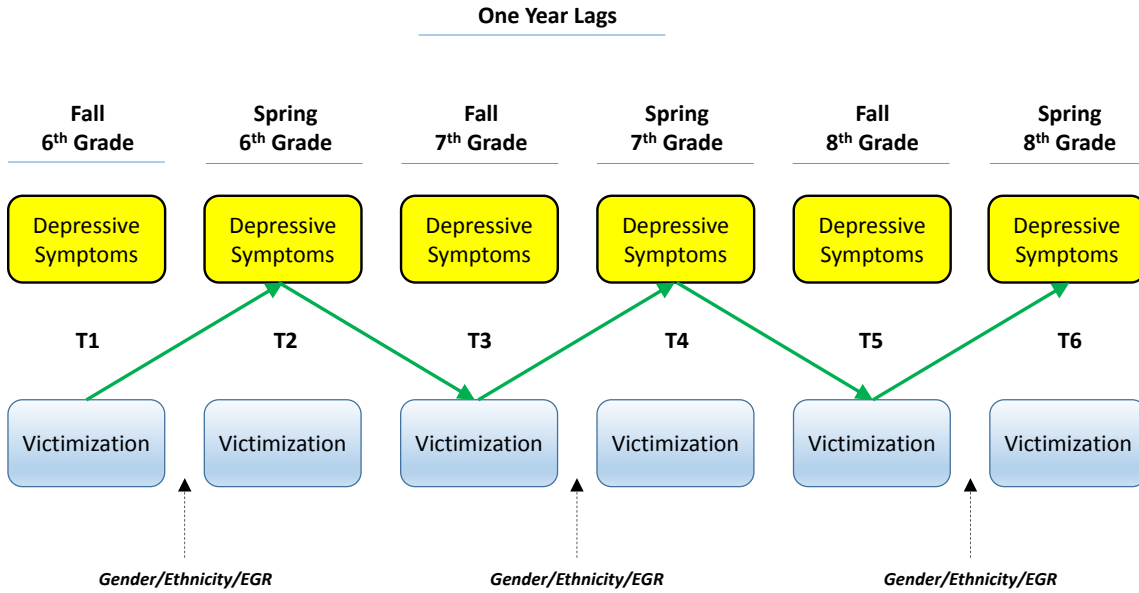 One Year Lags
Fall
6th Grade
Spring
6th Grade
Fall
7th Grade
Spring
7th Grade
Fall
8th Grade
Spring
8th Grade
Depressive
Symptoms
Depressive
Symptoms
Depressive
Symptoms
Depressive
Symptoms
Depressive
Symptoms
Depressive
Symptoms
T1
T2
T3
T4
T5
T6
Victimization
Victimization
Victimization
Victimization
Victimization
Victimization
Gender/Ethnicity/EGR
Gender/Ethnicity/EGR
Gender/Ethnicity/EGR